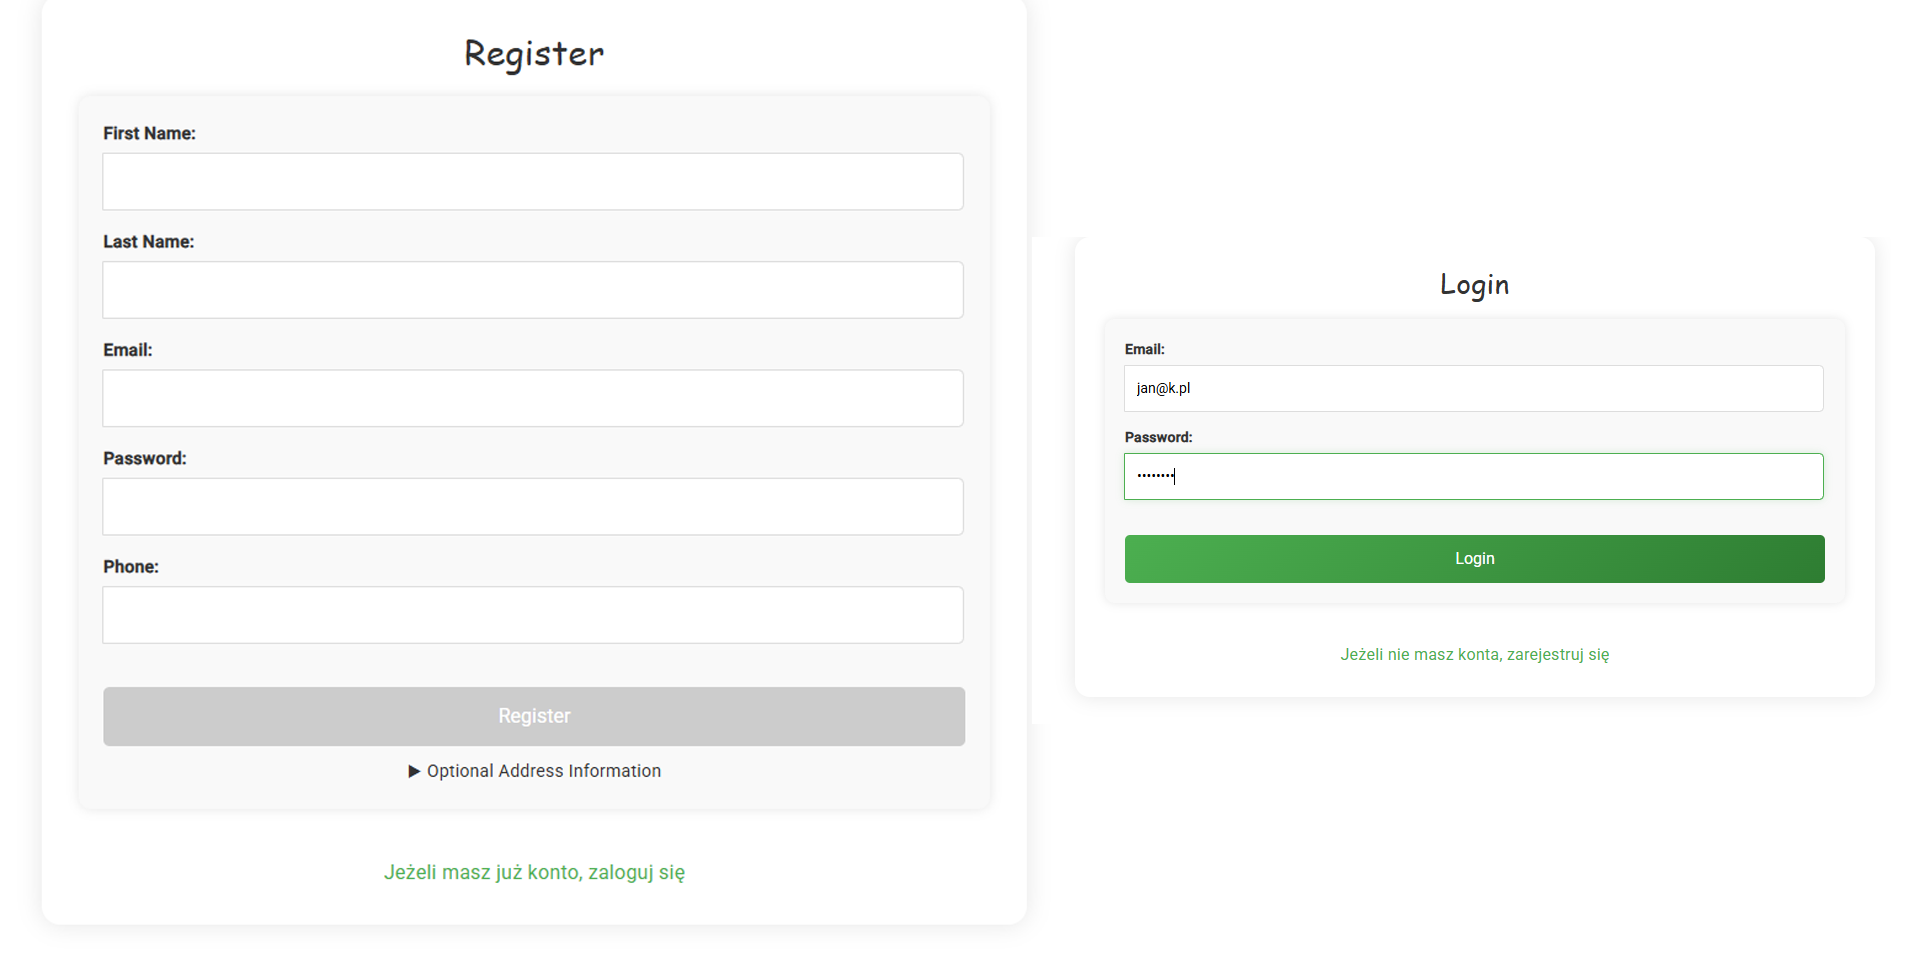 Register
First Name:
Last Name:
Email:
Password:
Phone:
Register
▶ Optional Address Information
Jeżeli masz już konto, zaloguj się
Login
Email:
jan@k.pl
Password:
••••••••
Login
Jeżeli nie masz konta, zarejestruj się